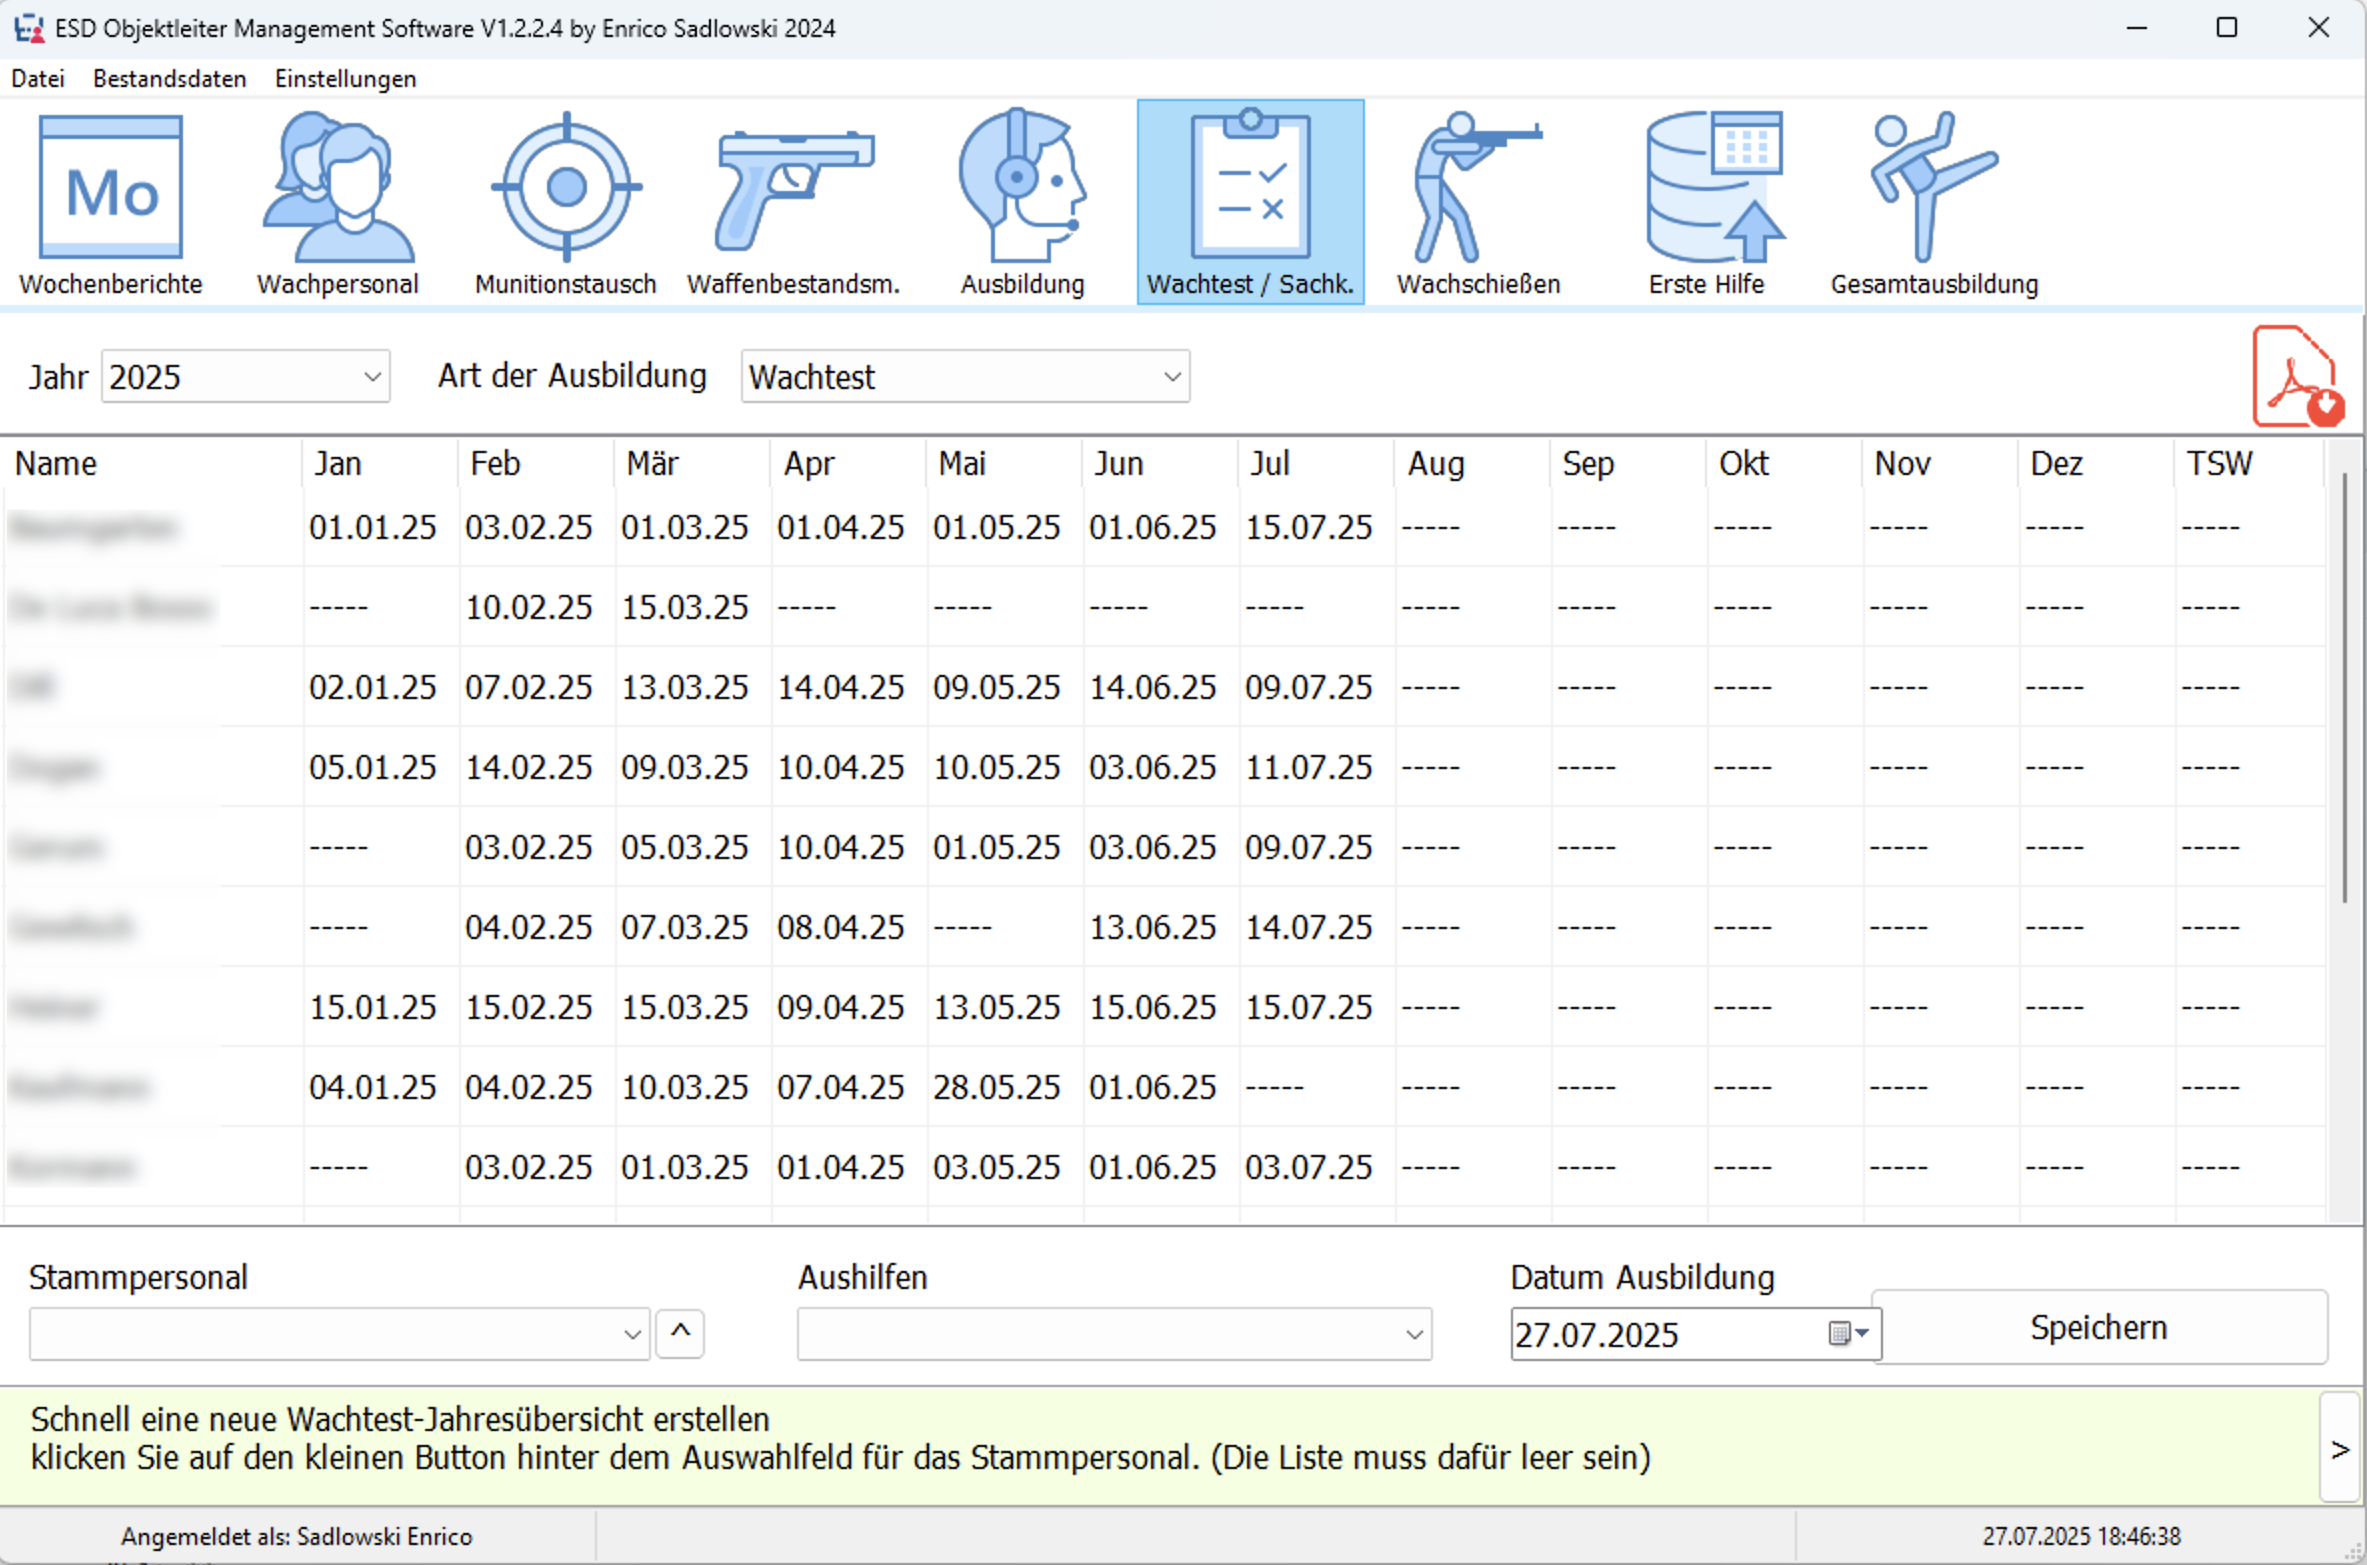 ESD Objektleiter Management Software V1.2.2.4 by Enrico Sadlowski 2024
Datei Bestandsdaten Einstellungen
Mo
Wochenberichte Wachpersonal Munitionstausch Waffenbestandsm. Ausbildung Wachtest / Sachk. Wachschießen Erste Hilfe Gesamtausbildung
Jahr 2025 Art der Ausbildung Wachtest
Name Jan Feb Mär Apr Mai Jun Jul Aug Sep Okt Nov Dez TSW
01.01.25 03.02.25 01.03.25 01.04.25 01.05.25 01.06.25 15.07.25 ----- ----- ----- ----- ----- -----
----- 10.02.25 15.03.25 ----- ----- ----- ----- ----- ----- ----- ----- ----- -----
02.01.25 07.02.25 13.03.25 14.04.25 09.05.25 14.06.25 09.07.25 ----- ----- ----- ----- ----- -----
05.01.25 14.02.25 09.03.25 10.04.25 10.05.25 03.06.25 11.07.25 ----- ----- ----- ----- ----- -----
----- 03.02.25 05.03.25 10.04.25 01.05.25 03.06.25 09.07.25 ----- ----- ----- ----- ----- -----
----- 04.02.25 07.03.25 08.04.25 ----- 13.06.25 14.07.25 ----- ----- ----- ----- ----- -----
15.01.25 15.02.25 15.03.25 09.04.25 13.05.25 15.06.25 15.07.25 ----- ----- ----- ----- ----- -----
04.01.25 04.02.25 10.03.25 07.04.25 28.05.25 01.06.25 ----- ----- ----- ----- ----- ----- -----
----- 03.02.25 01.03.25 01.04.25 03.05.25 01.06.25 03.07.25 ----- ----- ----- ----- ----- -----
Stammpersonal Aushilfen Datum Ausbildung
^ 27.07.2025 Speichern
Schnell eine neue Wachtest-Jahresübersicht erstellen
klicken Sie auf den kleinen Button hinter dem Auswahlfeld für das Stammpersonal. (Die Liste muss dafür leer sein)
>
Angemeldet als: Sadlowski Enrico 27.07.2025 18:46:38